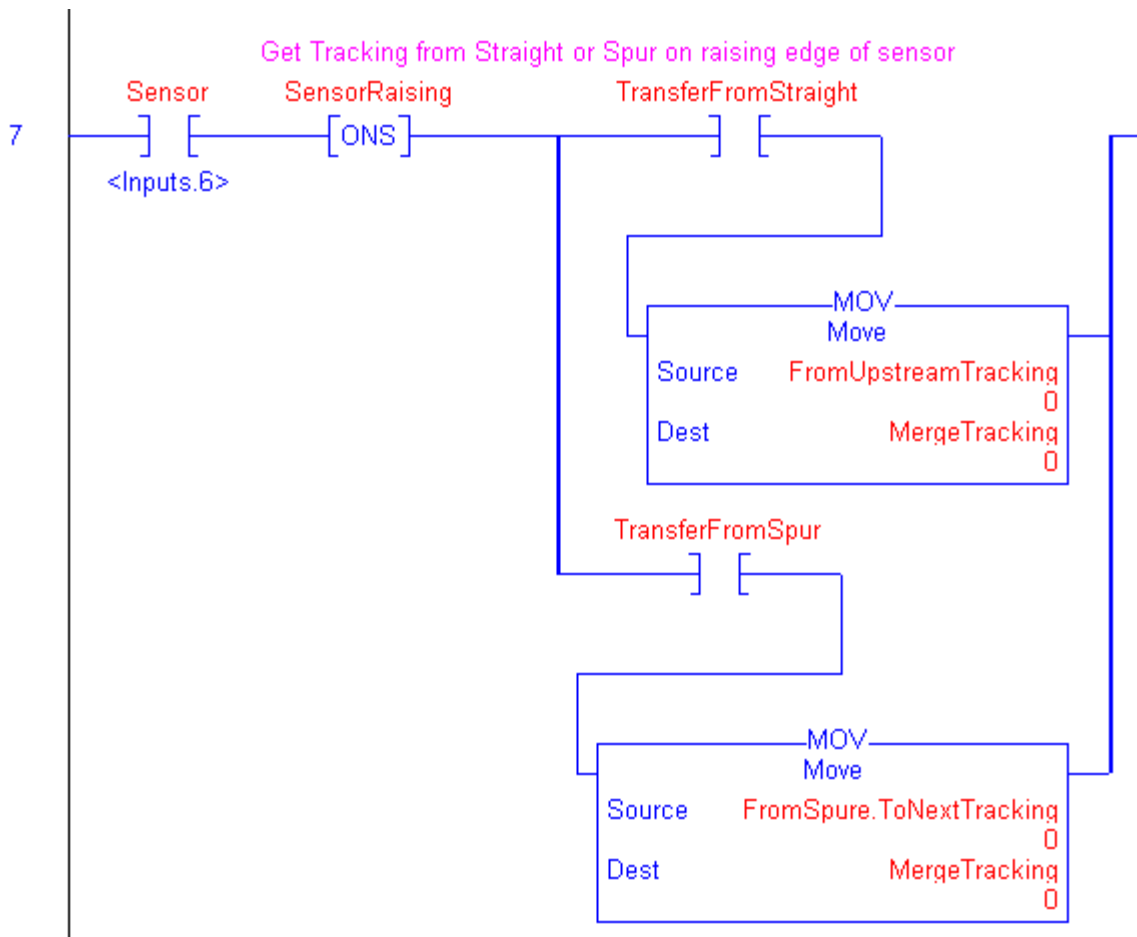 Get Tracking from Straight or Spur on raising edge of sensor
Sensor SensorRaising TransferFromStraight
7 ONS
<Inputs.6>
MOV
Move
Source FromUpstreamTracking
0
Dest MergeTracking
0
TransferFromSpur
MOV
Move
Source FromSpure.ToNextTracking
0
Dest MergeTracking
0